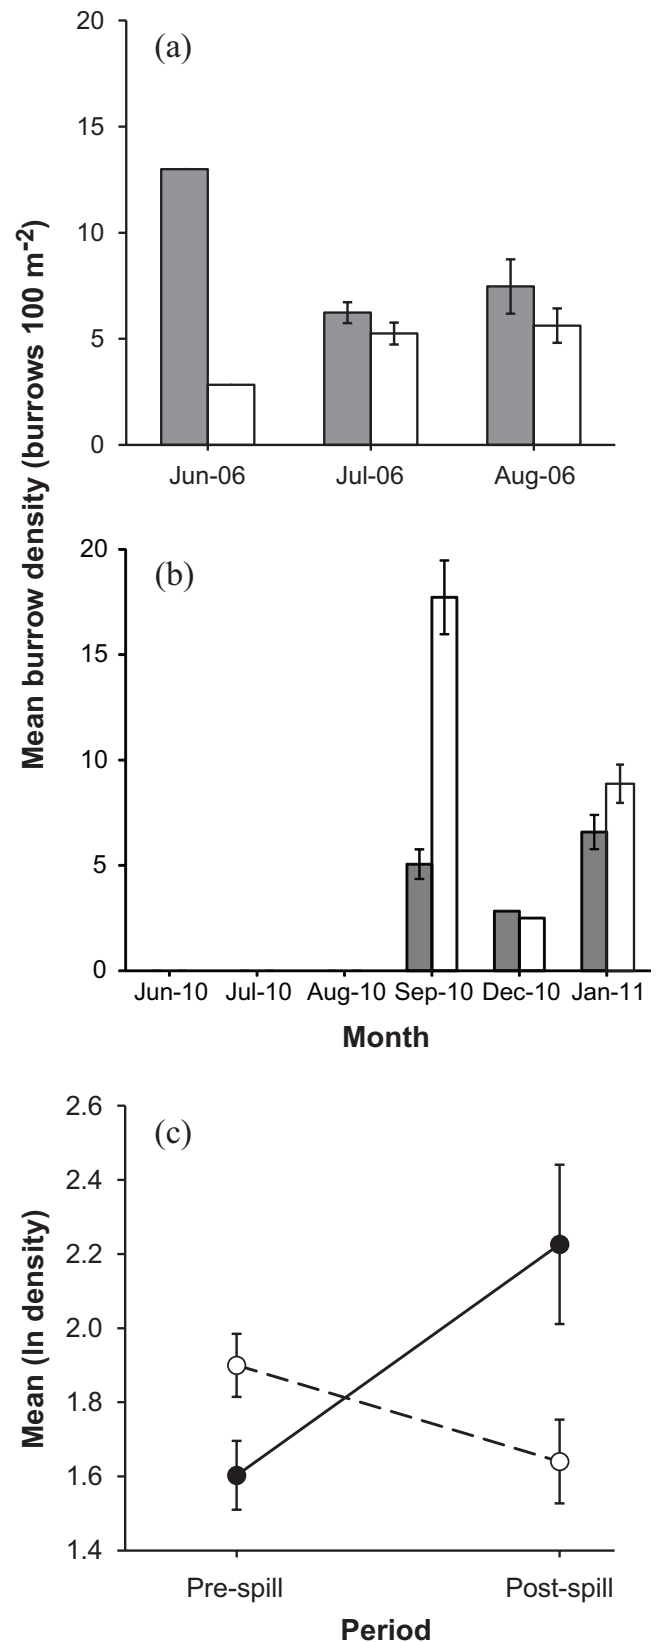 20
(a)
15
10
5
0
Jun-06 Jul-06 Aug-06
Mean burrow density (burrows 100 m-2)
20
(b)
15
10
5
0
Jun-10 Jul-10 Aug-10 Sep-10 Dec-10 Jan-11
Month
2.6
(c)
2.4
2.2
2.0
1.8
1.6
1.4
Mean (ln density)
Pre-spill Post-spill
Period